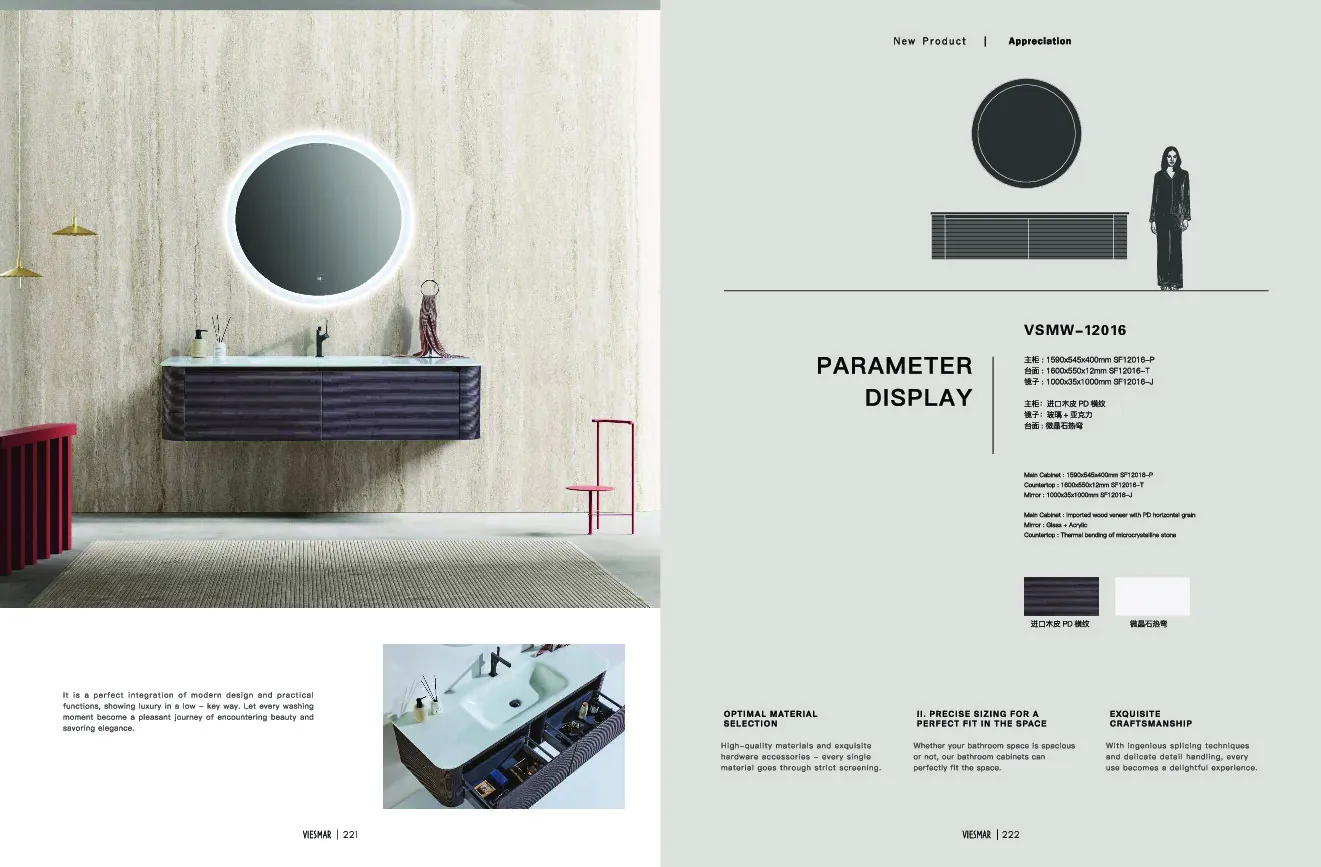 It is a perfect integration of modern design and practical
functions, showing luxury in a low - key way. Let every washing
moment become a pleasant journey of encountering beauty and
savoring elegance.
VIESMAR | 221
New Product | Appreciation
PARAMETER
DISPLAY
VSMW-12016
主柜 : 1590x545x400mm SF12016-P
台面 : 1600x550x12mm SF12016-T
镜子 : 1000x35x1000mm SF12016-J
主柜: 进口木皮 PD 横纹
镜子: 玻璃 + 亚克力
台面 : 微晶石热弯
Main Cabinet : 1590x545x400mm SF12016-P
Countertop : 1600x550x12mm SF12016-T
Mirror : 1000x35x1000mm SF12016-J
Main Cabinet : Imported wood veneer with PD horizontal grain
Mirror : Glass + Acrylic
Countertop : Thermal bending of microcrystalline stone
进口木皮 PD 横纹
微晶石热弯
OPTIMAL MATERIAL
SELECTION
High-quality materials and exquisite
hardware accessories - every single
material goes through strict screening.
II. PRECISE SIZING FOR A
PERFECT FIT IN THE SPACE
Whether your bathroom space is spacious
or not, our bathroom cabinets can
perfectly fit the space.
EXQUISITE
CRAFTSMANSHIP
With ingenious splicing techniques
and delicate detail handling, every
use becomes a delightful experience.
VIESMAR | 222